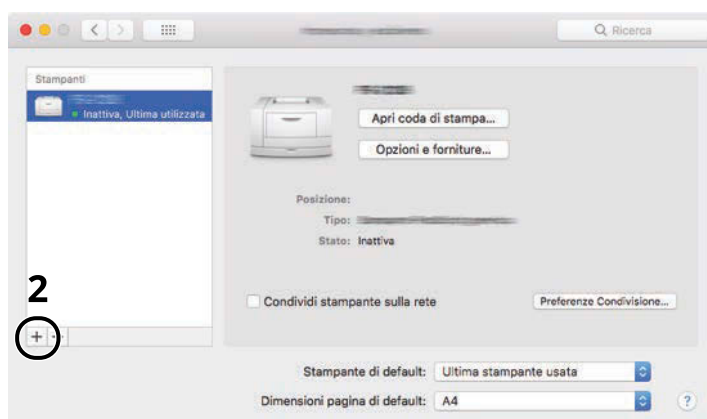 Ricerca
Stampanti
Inattiva, Ultima utilizzata
Apri coda di stampa...
Opzioni e forniture...
Posizione:
Tipo:
Stato: Inattiva
2
Condividi stampante sulla rete
Preferenze Condivisione...
+ −
Stampante di default: Ultima stampante usata
Dimensioni pagina di default: A4
?